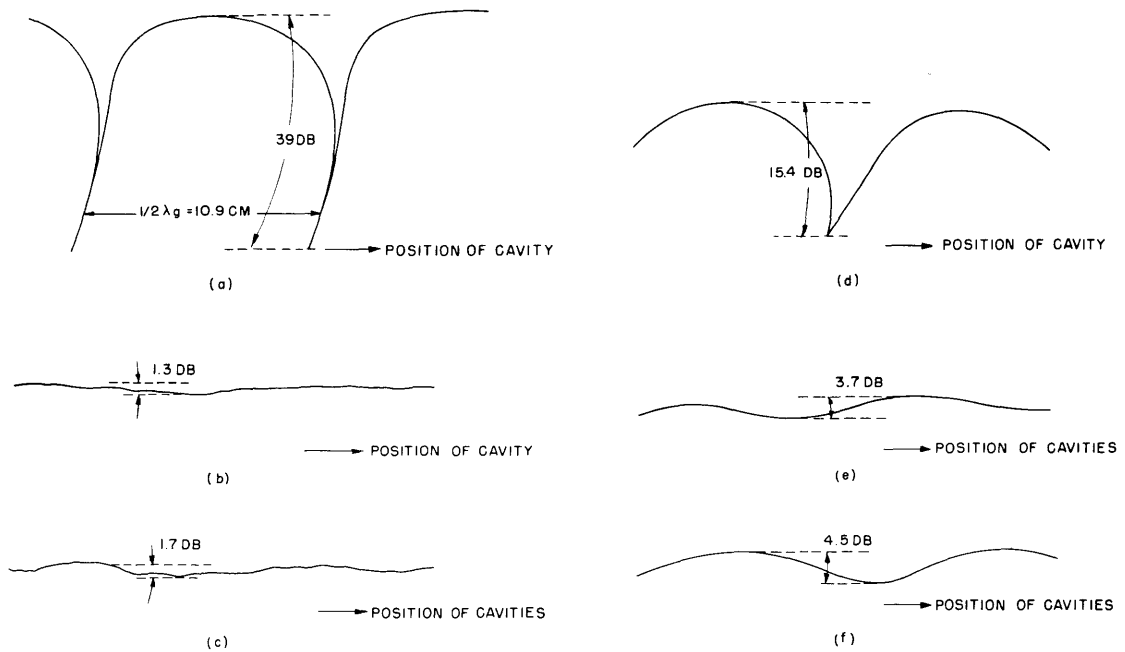 39 DB
1/2 λg = 10.9 CM
POSITION OF CAVITY
(a)
1.3 DB
POSITION OF CAVITY
(b)
1.7 DB
POSITION OF CAVITIES
(c)
15.4 DB
POSITION OF CAVITY
(d)
3.7 DB
POSITION OF CAVITIES
(e)
4.5 DB
POSITION OF CAVITIES
(f)